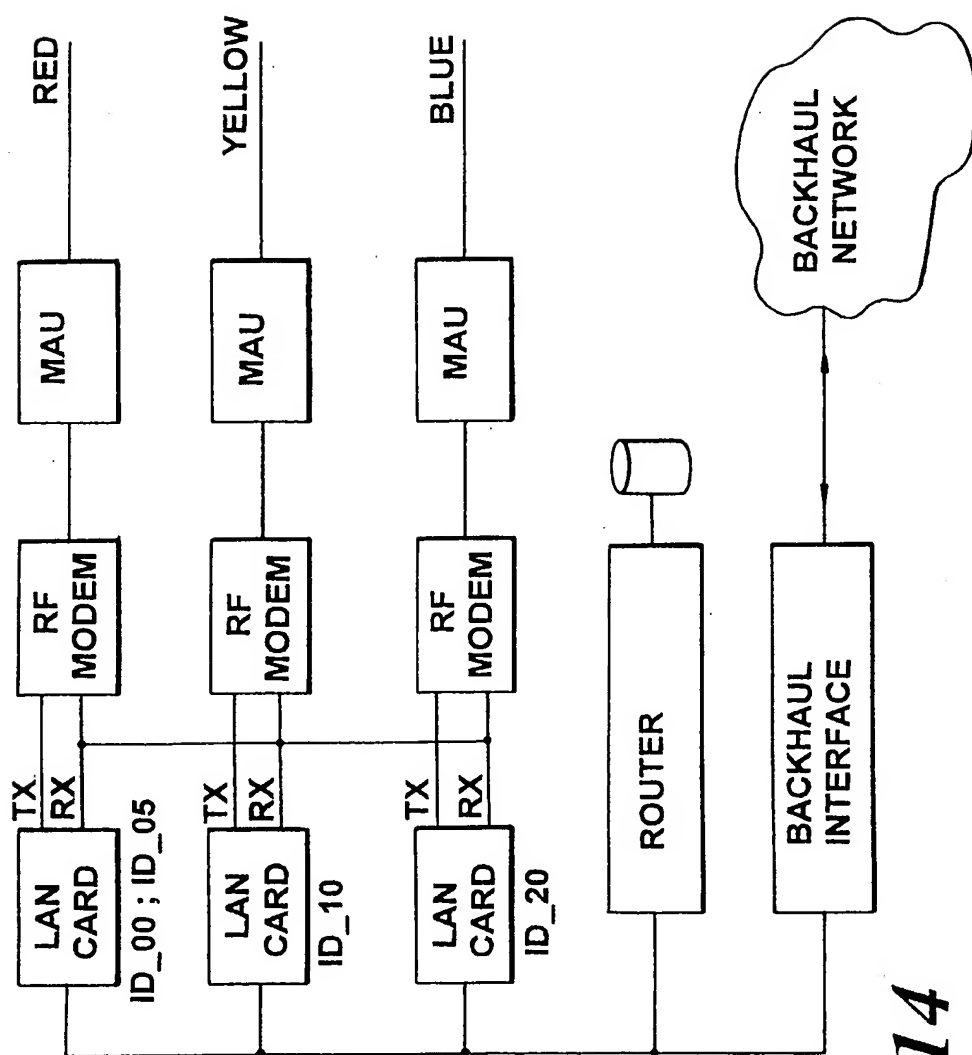 RED
YELLOW
BLUE
MAU
MAU
MAU
RF
MODEM
RF
MODEM
RF
MODEM
TX
RX
TX
RX
TX
RX
LAN
CARD
ID_00 ; ID_05
LAN
CARD
ID_10
LAN
CARD
ID_20
ROUTER
BACKHAUL
INTERFACE
BACKHAUL
NETWORK
14